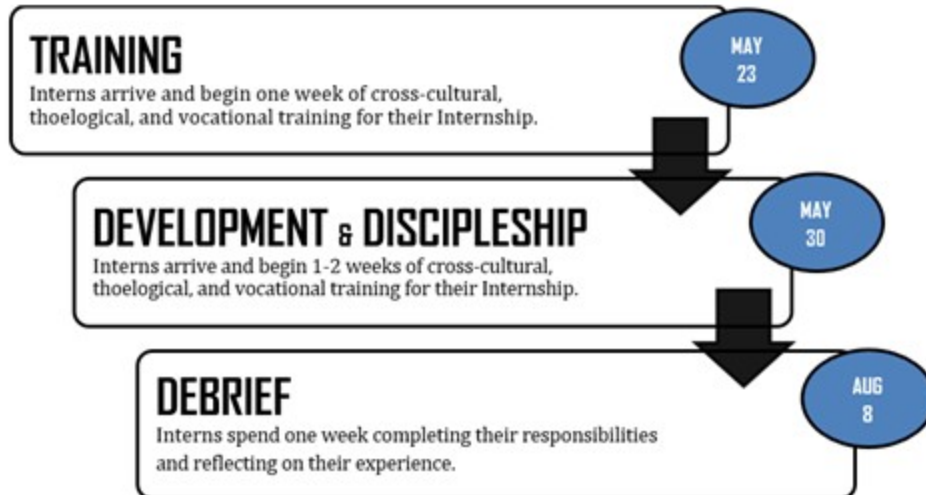 TRAINING
MAY
23
Interns arrive and begin one week of cross-cultural,
thoelogical, and vocational training for their Internship.
DEVELOPMENT & DISCIPLESHIP
MAY
30
Interns arrive and begin 1-2 weeks of cross-cultural,
thoelogical, and vocational training for their Internship.
DEBRIEF
AUG
8
Interns spend one week completing their responsibilities
and reflecting on their experience.